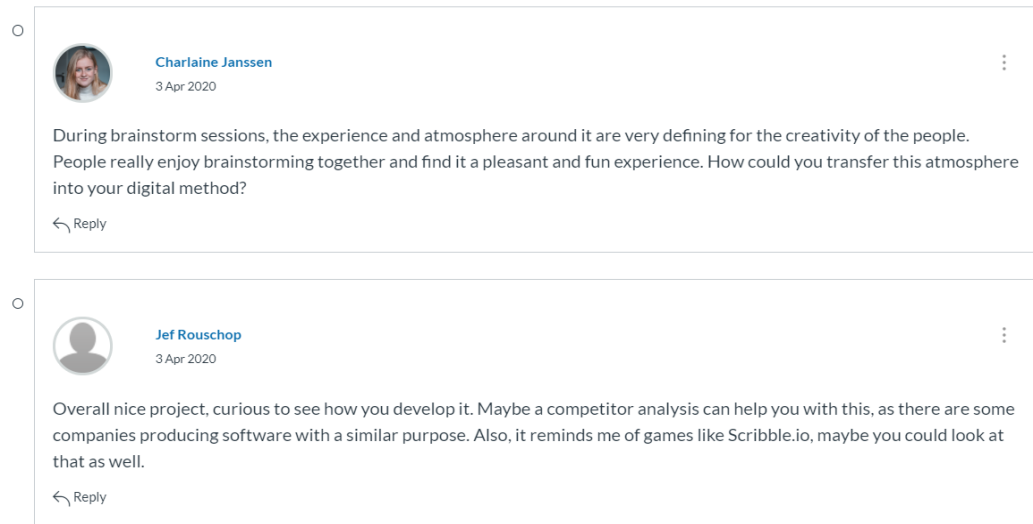 Charlaine Janssen
3 Apr 2020
During brainstorm sessions, the experience and atmosphere around it are very defining for the creativity of the people.
People really enjoy brainstorming together and find it a pleasant and fun experience. How could you transfer this atmosphere
into your digital method?
Reply
Jef Rouschop
3 Apr 2020
Overall nice project, curious to see how you develop it. Maybe a competitor analysis can help you with this, as there are some
companies producing software with a similar purpose. Also, it reminds me of games like Scribble.io, maybe you could look at
that as well.
Reply